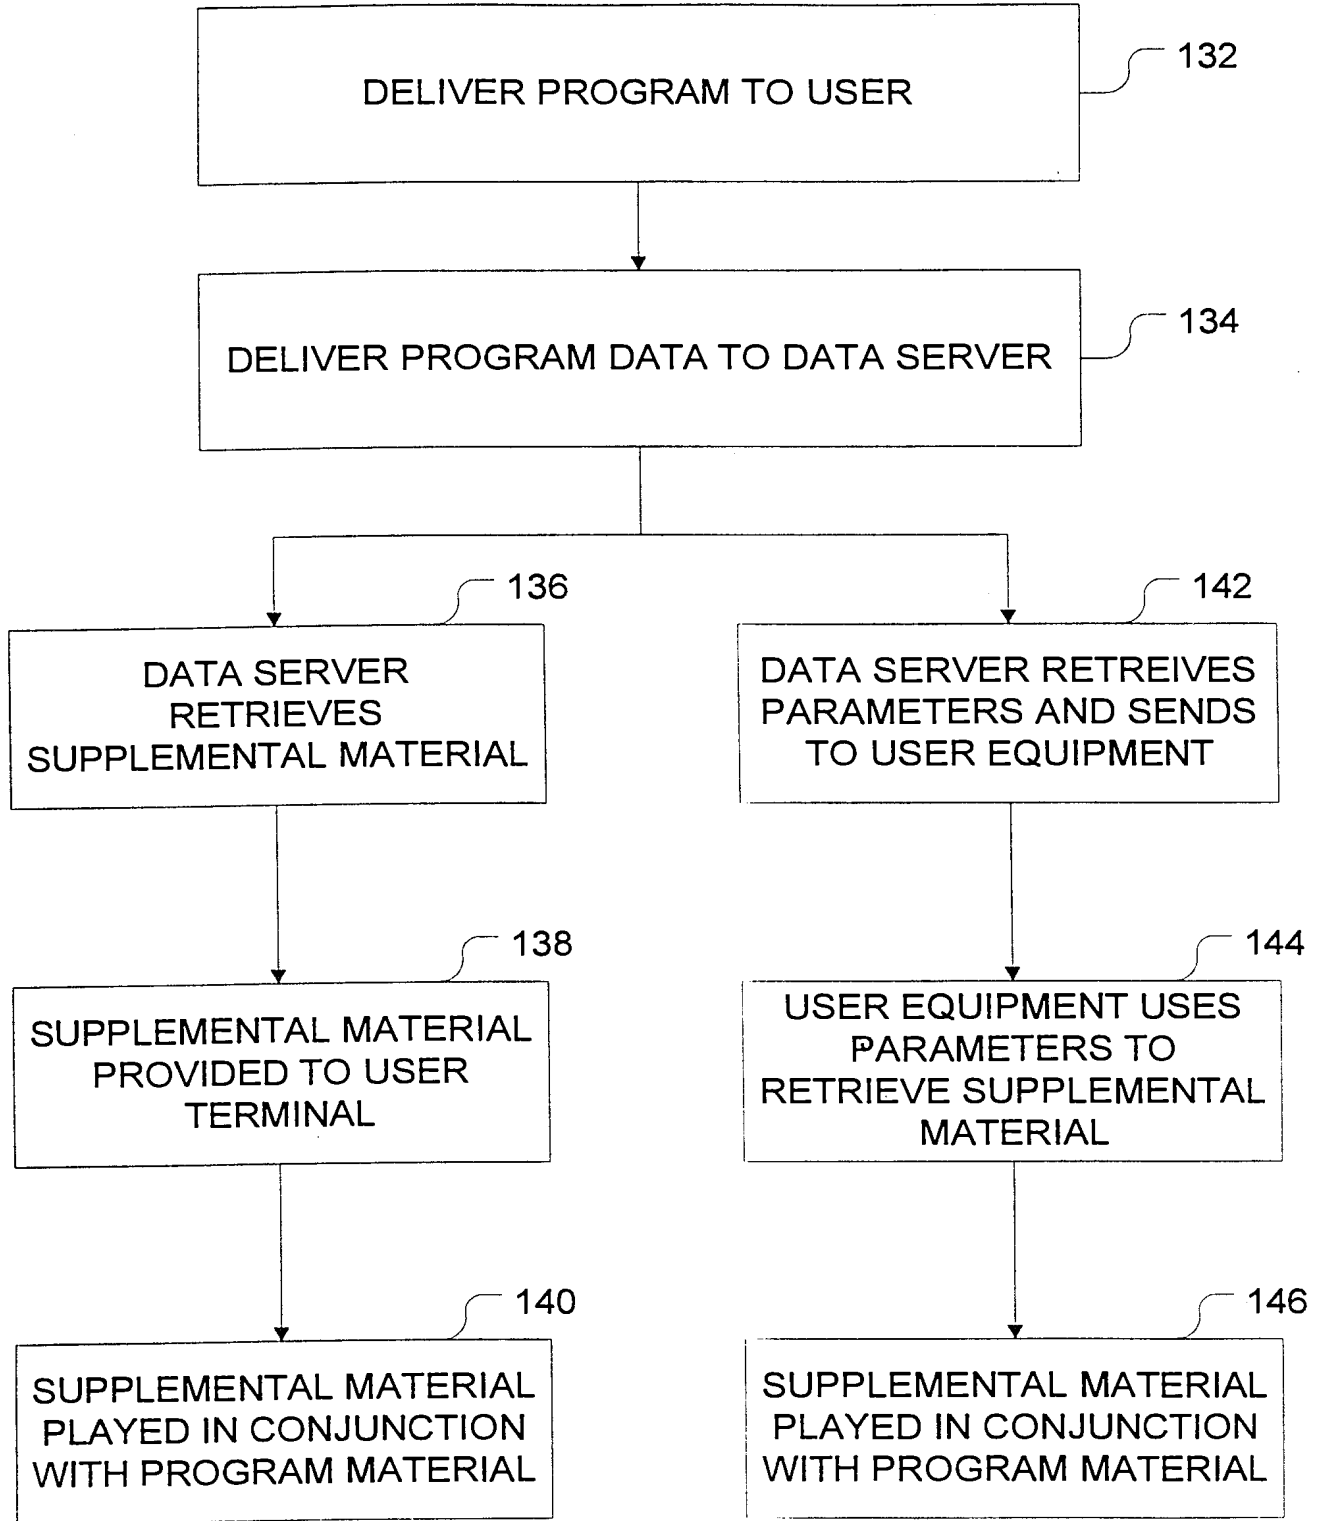 132
DELIVER PROGRAM TO USER
134
DELIVER PROGRAM DATA TO DATA SERVER
136
DATA SERVER
RETRIEVES
SUPPLEMENTAL MATERIAL
138
SUPPLEMENTAL MATERIAL
PROVIDED TO USER
TERMINAL
140
SUPPLEMENTAL MATERIAL
PLAYED IN CONJUNCTION
WITH PROGRAM MATERIAL
142
DATA SERVER RETREIVES
PARAMETERS AND SENDS
TO USER EQUIPMENT
144
USER EQUIPMENT USES
PARAMETERS TO
RETRIEVE SUPPLEMENTAL
MATERIAL
146
SUPPLEMENTAL MATERIAL
PLAYED IN CONJUNCTION
WITH PROGRAM MATERIAL